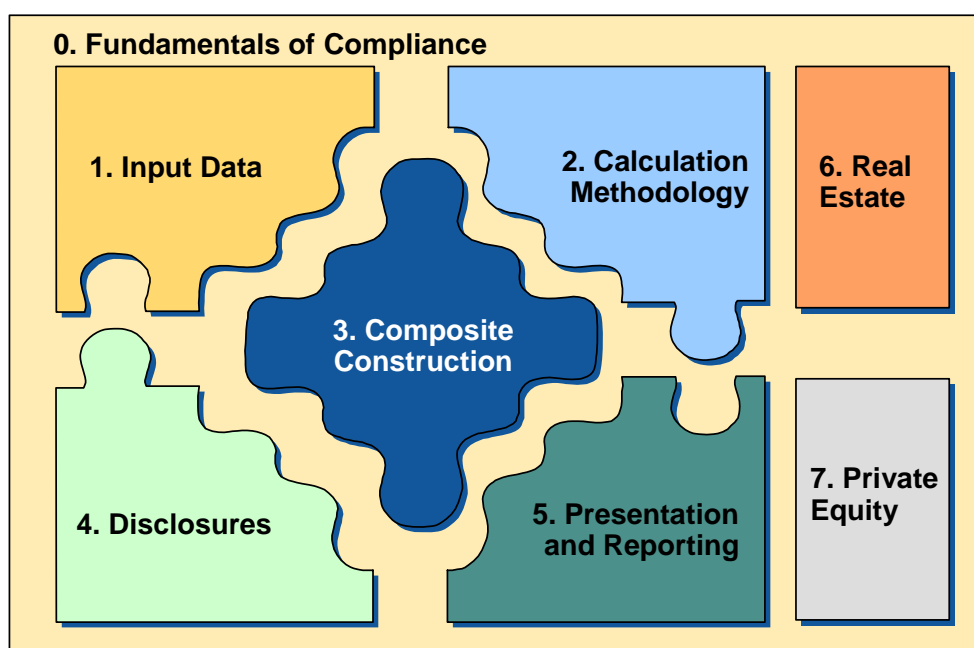 0. Fundamentals of Compliance
1. Input Data
2. Calculation
Methodology
6. Real
Estate
3. Composite
Construction
4. Disclosures
5. Presentation
and Reporting
7. Private
Equity